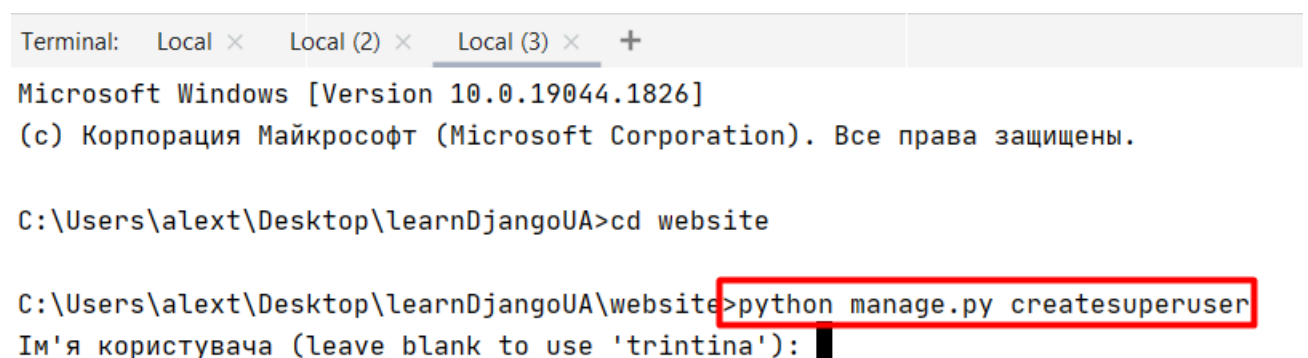 Terminal: Local × Local (2) × Local (3) × +
Microsoft Windows [Version 10.0.19044.1826]
(c) Корпорация Майкрософт (Microsoft Corporation). Все права защищены.
C:\Users\alext\Desktop\learnDjangoUA>cd website
C:\Users\alext\Desktop\learnDjangoUA\website>python manage.py createsuperuser
Ім'я користувача (leave blank to use 'trintina'):